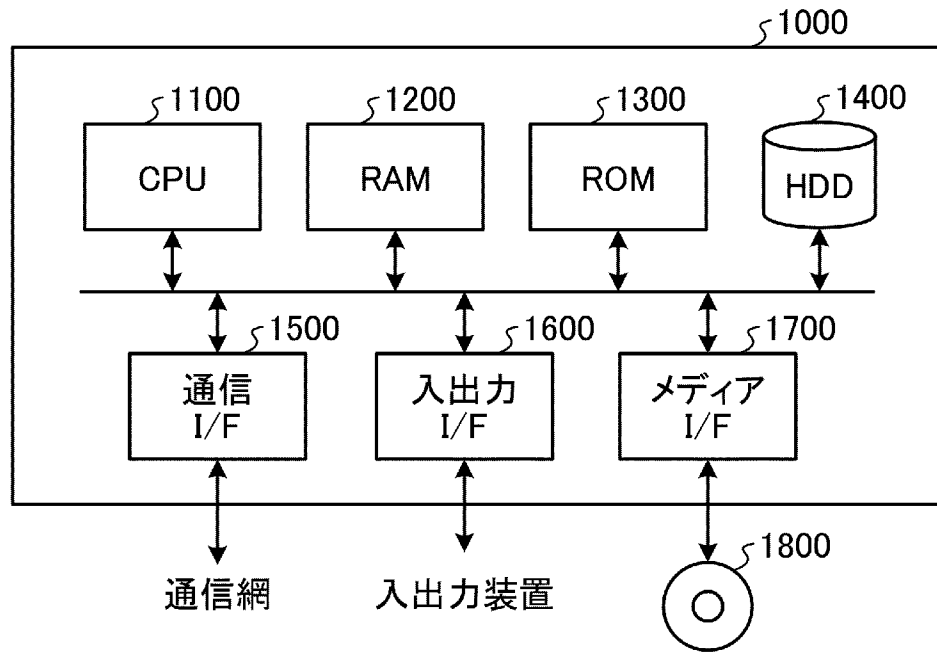 1000
1100
1200
1300
1400
CPU
RAM
ROM
HDD
1500
1600
1700
通信
I/F
入出力
I/F
メディア
I/F
1800
通信網
入出力装置